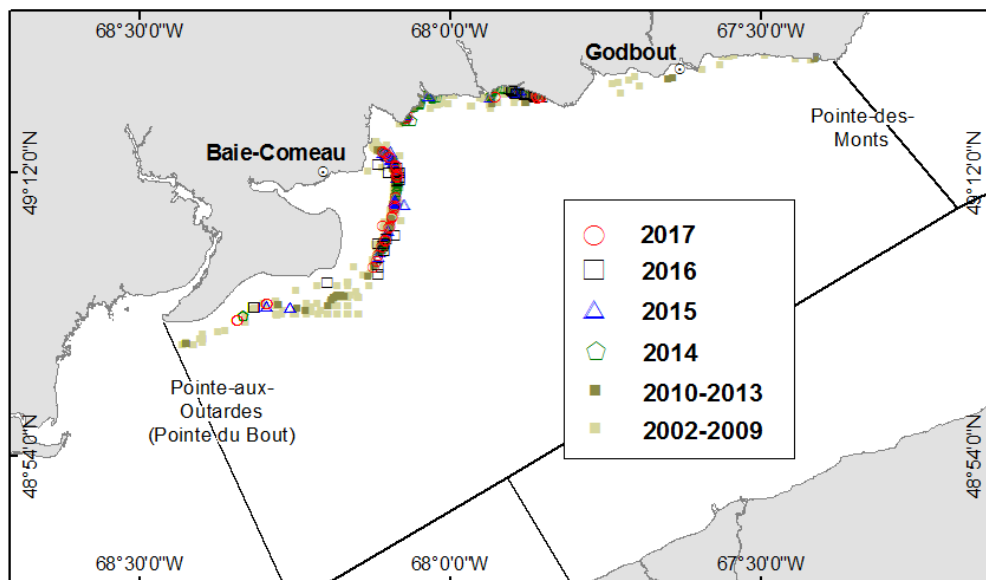 68°30'0"W
68°0'0"W
67°30'0"W
Godbout
Pointe-des-
Monts
Baie-Comeau
49°12'0"N
49°12'0"N
2017
2016
2015
2014
2010-2013
2002-2009
Pointe-aux-
Outardes
(Pointe du Bout)
48°54'0"N
48°54'0"N
68°30'0"W
68°0'0"W
67°30'0"W